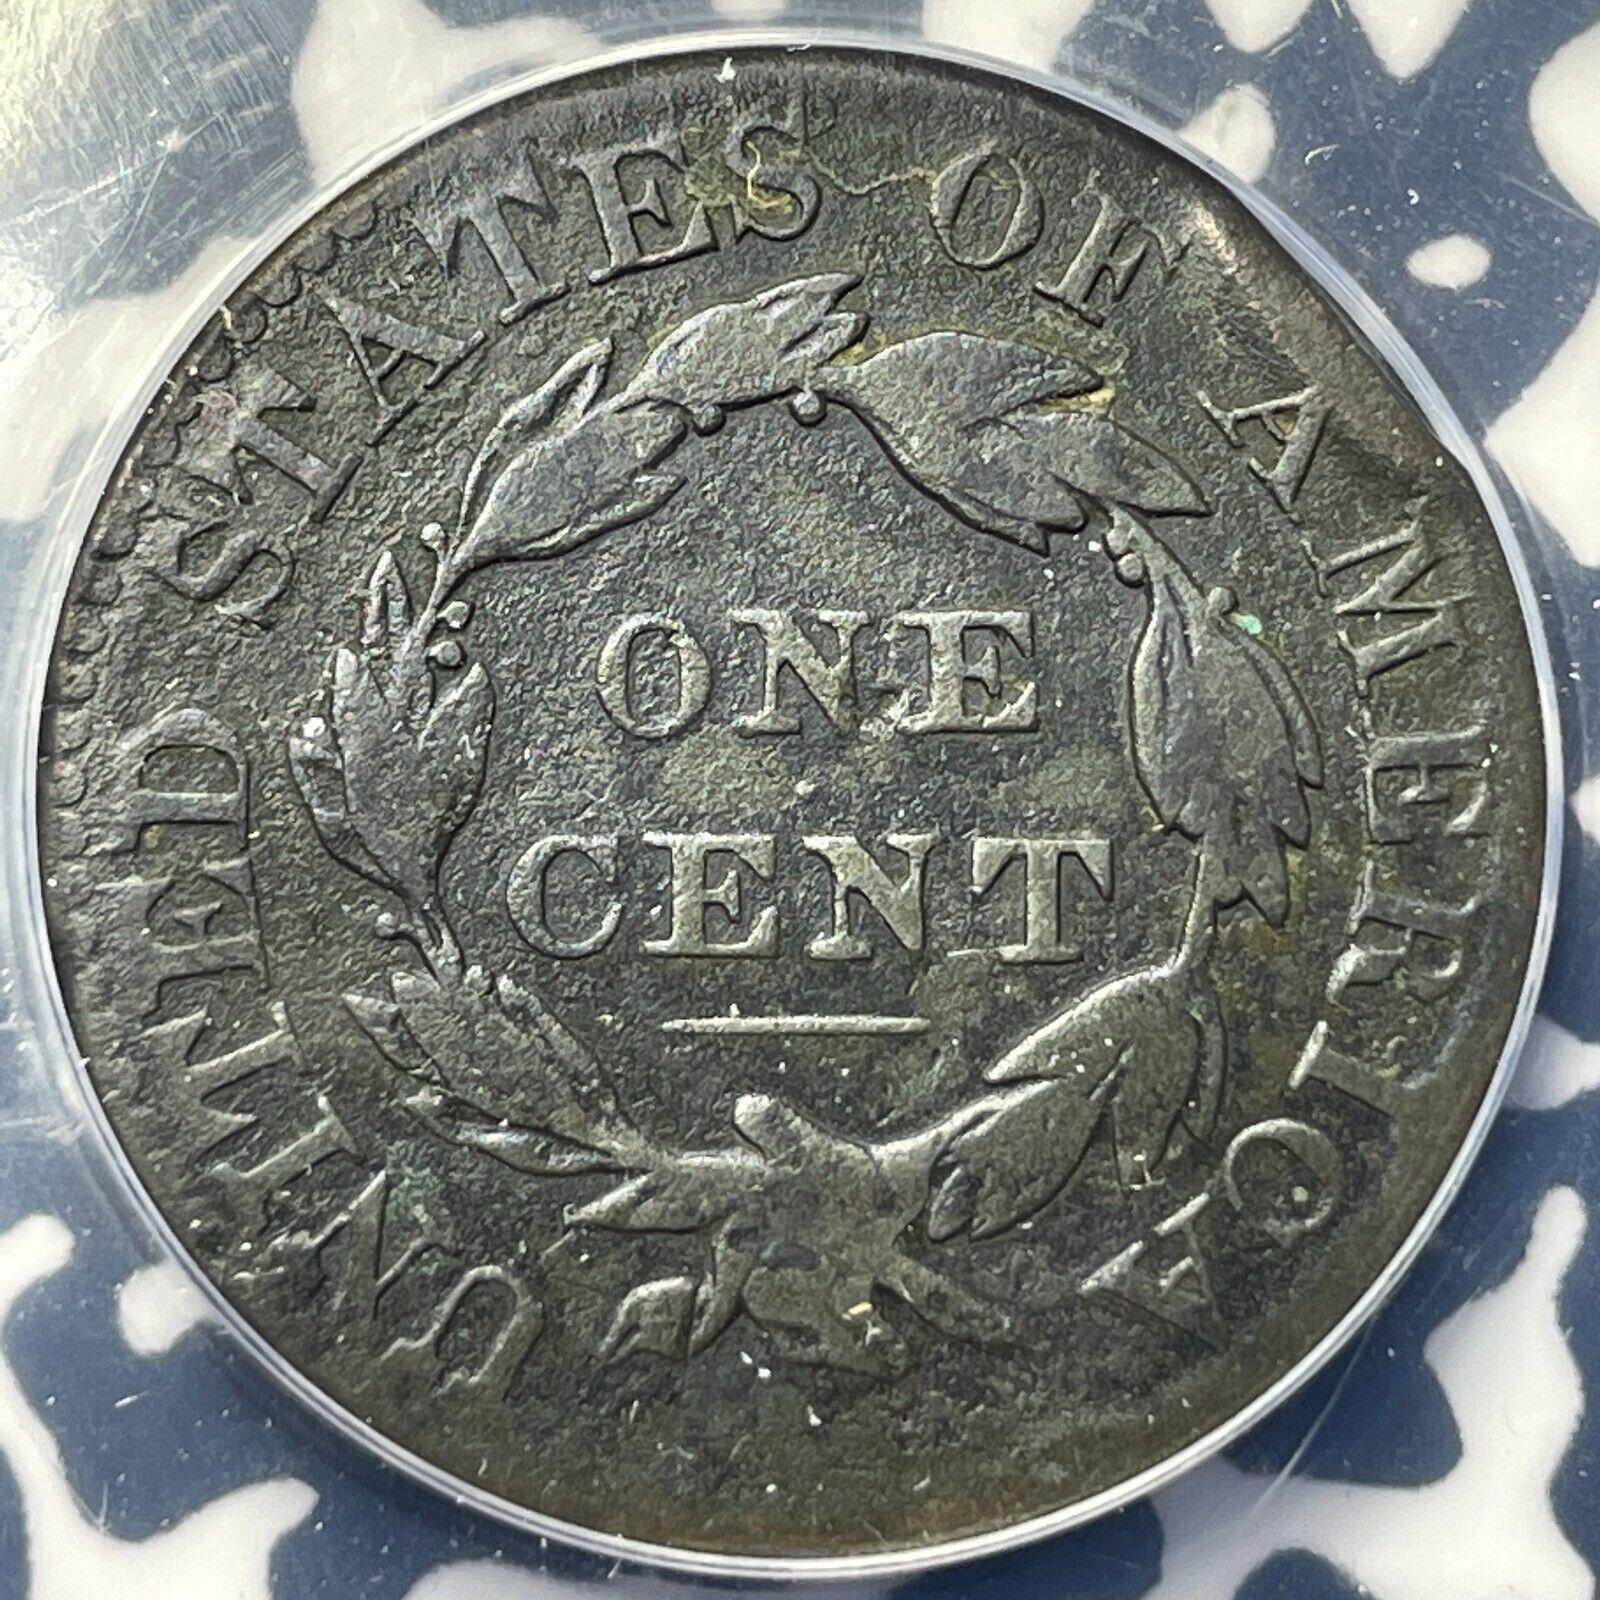 UNITED STATES OF AMERICA
ONE
CENT